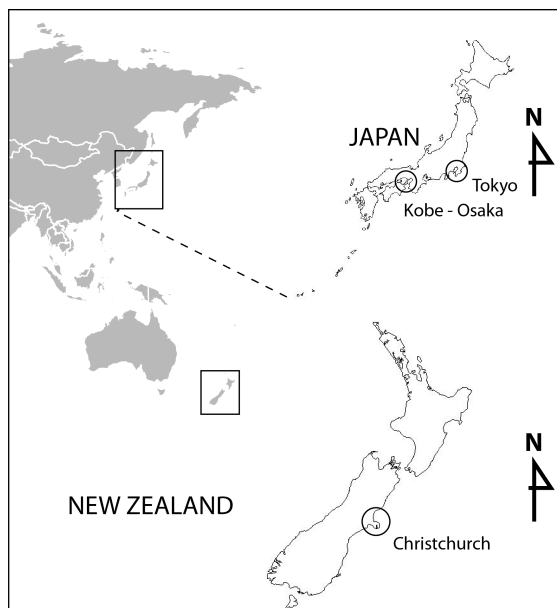 N
JAPAN
Tokyo
Kobe - Osaka
N
NEW ZEALAND
Christchurch